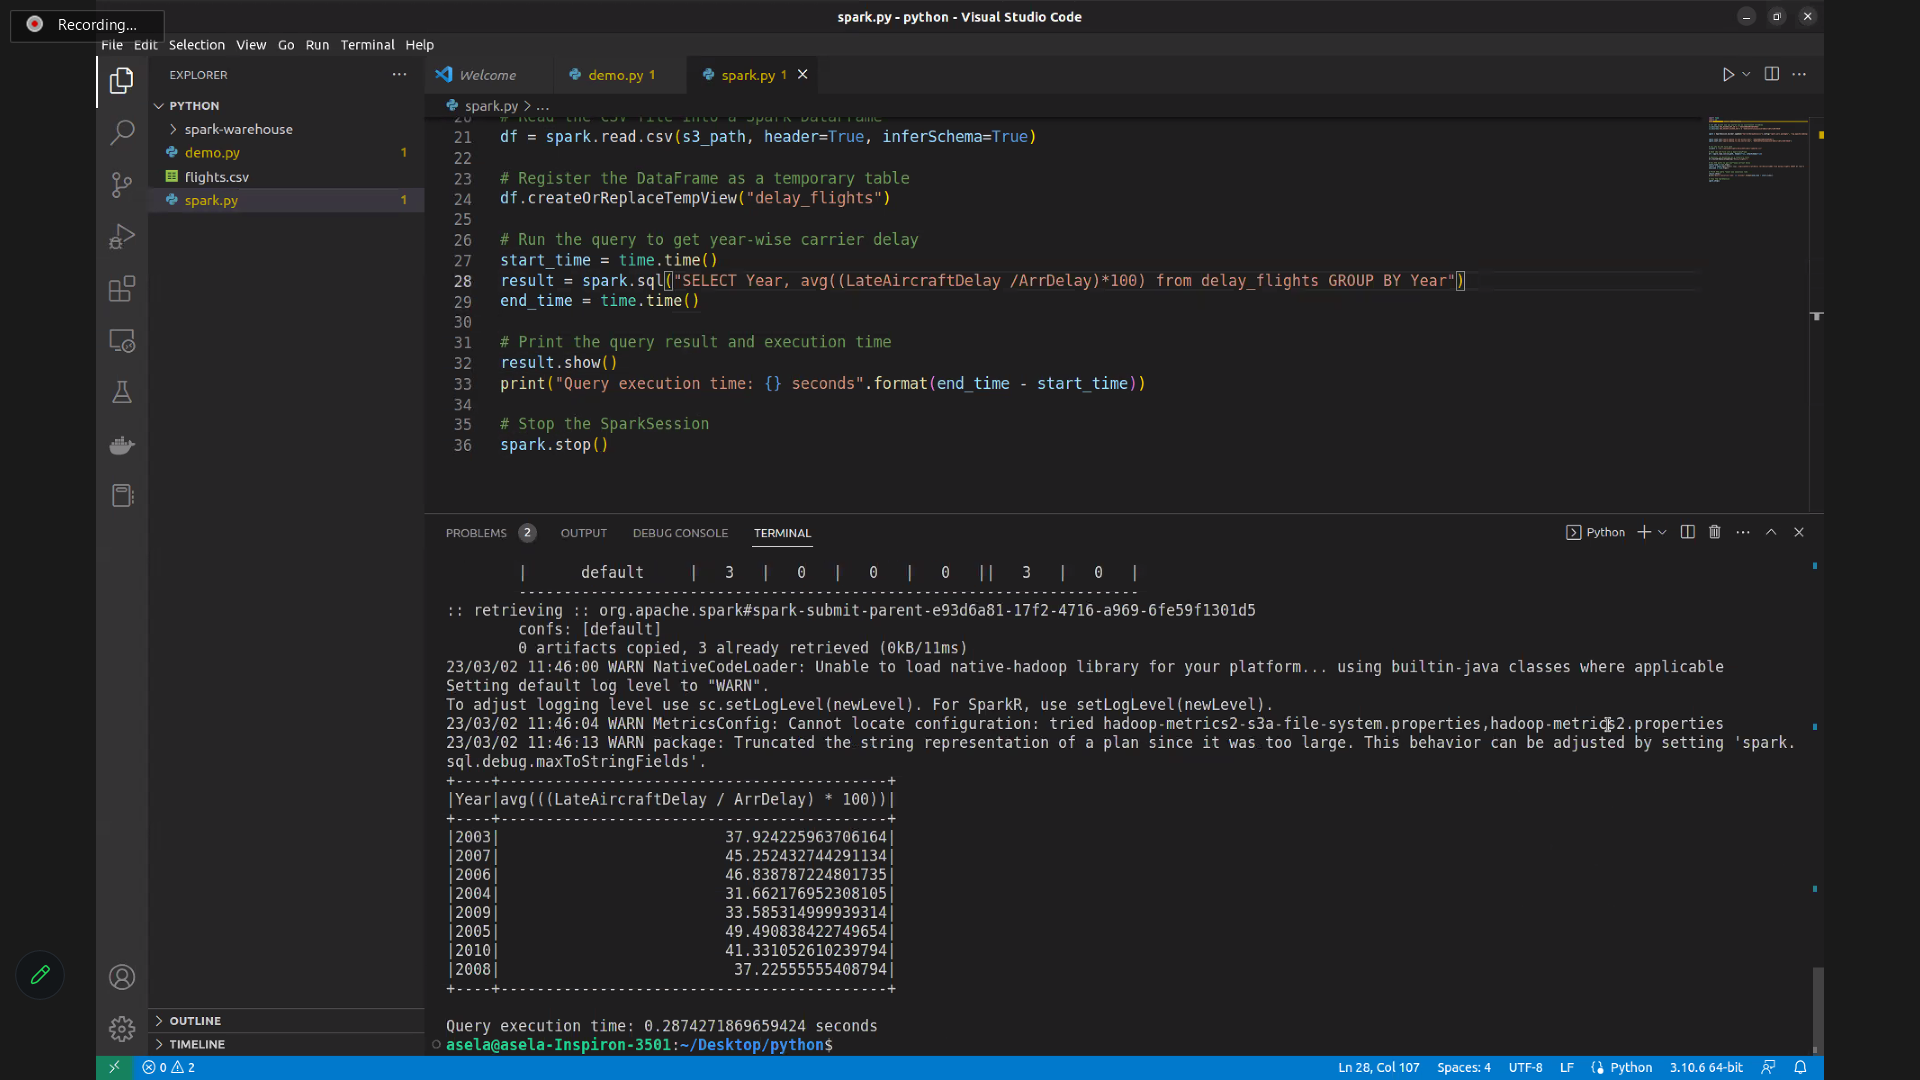 Recording...
spark.py - python - Visual Studio Code
File Edit Selection View Go Run Terminal Help
EXPLORER
PYTHON
spark-warehouse
demo.py 1
flights.csv
spark.py 1
OUTLINE
TIMELINE
Welcome
demo.py 1
spark.py 1
spark.py > ...
20 # Read the CSV file into a Spark DataFrame
21 df = spark.read.csv(s3_path, header=True, inferSchema=True)
22
23 # Register the DataFrame as a temporary table
24 df.createOrReplaceTempView("delay_flights")
25
26 # Run the query to get year-wise carrier delay
27 start_time = time.time()
28 result = spark.sql("SELECT Year, avg((LateAircraftDelay /ArrDelay)*100) from delay_flights GROUP BY Year")
29 end_time = time.time()
30
31 # Print the query result and execution time
32 result.show()
33 print("Query execution time: {} seconds".format(end_time - start_time))
34
35 # Stop the SparkSession
36 spark.stop()
PROBLEMS 2 OUTPUT DEBUG CONSOLE TERMINAL
Python
| default | 3 | 0 | 0 | 0 || 3 | 0 |
---------------------------------------------------------------------
:: retrieving :: org.apache.spark#spark-submit-parent-e93d6a81-17f2-4716-a969-6fe59f1301d5
confs: [default]
0 artifacts copied, 3 already retrieved (0kB/11ms)
23/03/02 11:46:00 WARN NativeCodeLoader: Unable to load native-hadoop library for your platform... using builtin-java classes where applicable
Setting default log level to "WARN".
To adjust logging level use sc.setLogLevel(newLevel). For SparkR, use setLogLevel(newLevel).
23/03/02 11:46:04 WARN MetricsConfig: Cannot locate configuration: tried hadoop-metrics2-s3a-file-system.properties,hadoop-metrics2.properties
23/03/02 11:46:13 WARN package: Truncated the string representation of a plan since it was too large. This behavior can be adjusted by setting 'spark.
sql.debug.maxToStringFields'.
+----+-------------------------------------------+
|Year|avg(((LateAircraftDelay / ArrDelay) * 100))|
+----+-------------------------------------------+
|2003| 37.924225963706164|
|2007| 45.252432744291134|
|2006| 46.838787224801735|
|2004| 31.662176952308105|
|2009| 33.585314999939314|
|2005| 49.490838422749654|
|2010| 41.331052610239794|
|2008| 37.22555555408794|
+----+-------------------------------------------+
Query execution time: 0.2874271869659424 seconds
asela@asela-Inspiron-3501:~/Desktop/python$
0 2
Ln 28, Col 107 Spaces: 4 UTF-8 LF Python 3.10.6 64-bit